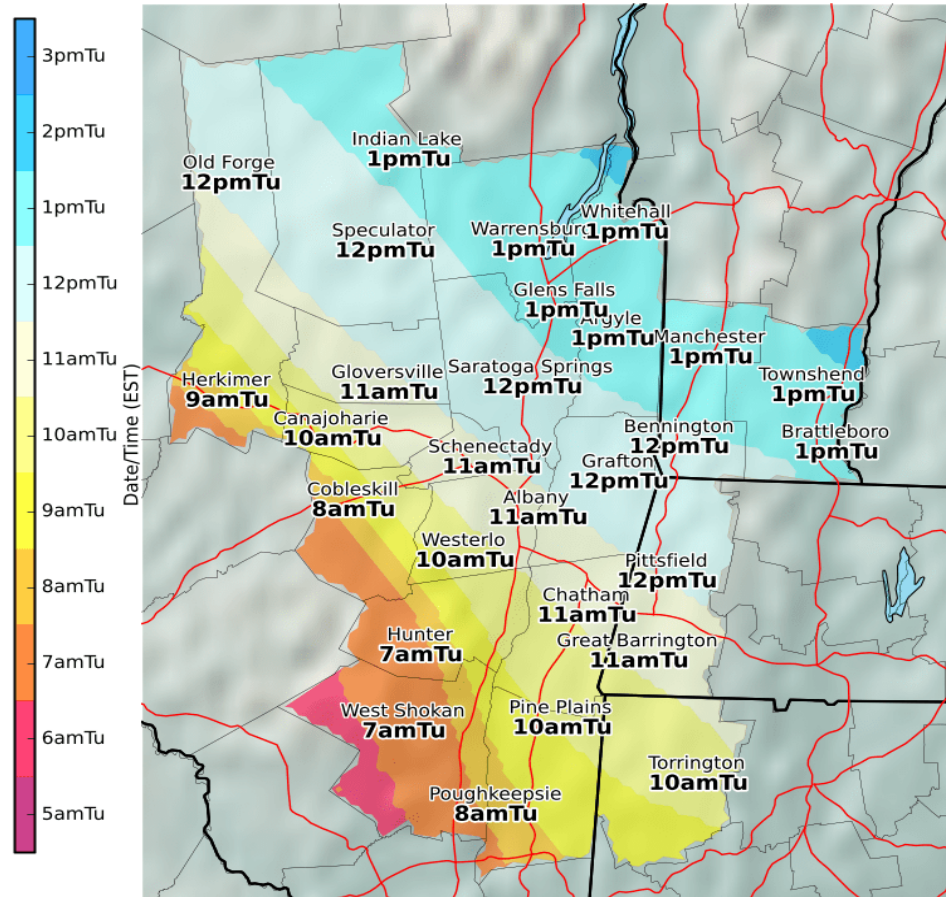 3pmTu
2pmTu
1pmTu
12pmTu
11amTu
10amTu
9amTu
8amTu
7amTu
6amTu
5amTu
Date/Time (EST)
Indian Lake
1pmTu
Old Forge
12pmTu
Whitehall
1pmTu
Speculator
12pmTu
Warrensburg
1pmTu
Glens Falls
1pmTu
Argyle
1pmTu
Manchester
1pmTu
Saratoga Springs
12pmTu
Gloversville
11amTu
Townshend
1pmTu
Herkimer
9amTu
Canajoharie
10amTu
Bennington
12pmTu
Brattleboro
1pmTu
Schenectady
11amTu
Grafton
12pmTu
Cobleskill
8amTu
Albany
11amTu
Westerlo
10amTu
Pittsfield
12pmTu
Chatham
11amTu
Hunter
7amTu
Great Barrington
11amTu
West Shokan
7amTu
Pine Plains
10amTu
Torrington
10amTu
Poughkeepsie
8amTu